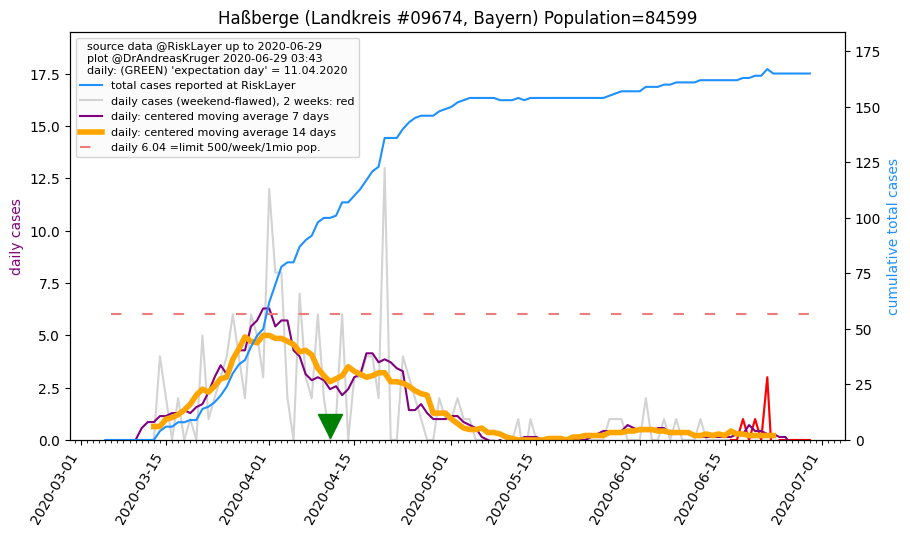 Haßberge (Landkreis #09674, Bayern) Population=84599
source data @RiskLayer up to 2020-06-29
plot @DrAndreasKruger 2020-06-29 03:43
daily: (GREEN) 'expectation day' = 11.04.2020
total cases reported at RiskLayer
daily cases (weekend-flawed), 2 weeks: red
daily: centered moving average 7 days
daily: centered moving average 14 days
daily 6.04 =limit 500/week/1mio pop.
daily cases
17.5
15.0
12.5
10.0
7.5
5.0
2.5
0.0
175
150
125
100
75
50
25
0
cumulative total cases
2020-03-01
2020-03-15
2020-04-01
2020-04-15
2020-05-01
2020-05-15
2020-06-01
2020-06-15
2020-07-01